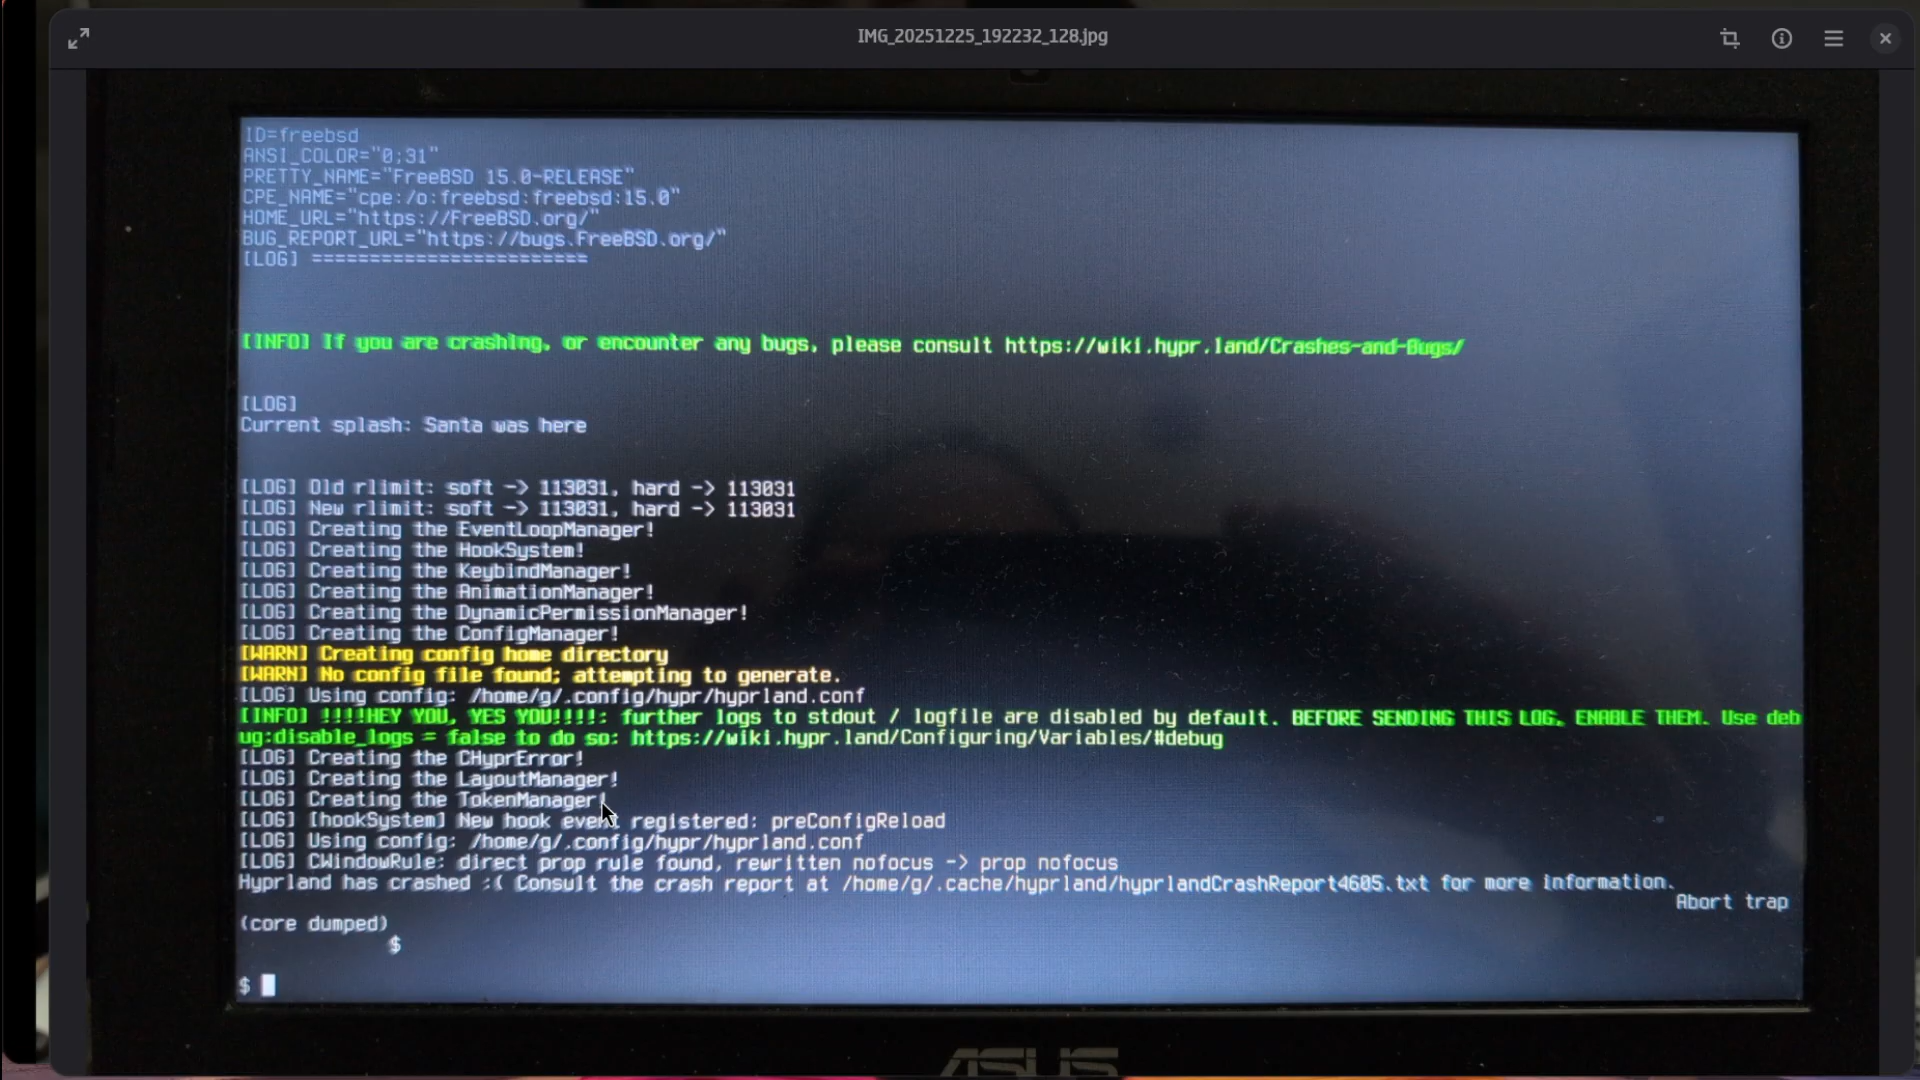 IMG_20251225_192232_128.jpg
ID=freebsd
ANSI_COLOR="0;31"
PRETTY_NAME="FreeBSD 15.0-RELEASE"
CPE_NAME="cpe:/o:freebsd:freebsd:15.0"
HOME_URL="https://FreeBSD.org/"
BUG_REPORT_URL="https://bugs.FreeBSD.org/"
[LOG] ========================
[INFO] If you are crashing, or encounter any bugs, please consult https://wiki.hypr.land/Crashes-and-Bugs/
[LOG]
Current splash: Santa was here
[LOG] Old rlimit: soft -> 113031, hard -> 113031
[LOG] New rlimit: soft -> 113031, hard -> 113031
[LOG] Creating the EventLoopManager!
[LOG] Creating the HookSystem!
[LOG] Creating the KeybindManager!
[LOG] Creating the AnimationManager!
[LOG] Creating the DynamicPermissionManager!
[LOG] Creating the ConfigManager!
[WARN] Creating config home directory
[WARN] No config file found; attempting to generate.
[LOG] Using config: /home/g/.config/hypr/hyprland.conf
[INFO] !!!!HEY YOU, YES YOU!!!!: further logs to stdout / logfile are disabled by default. BEFORE SENDING THIS LOG, ENABLE THEM. Use deb
ug:disable_logs = false to do so: https://wiki.hypr.land/Configuring/Variables/#debug
[LOG] Creating the CHyprError!
[LOG] Creating the LayoutManager!
[LOG] Creating the TokenManager!
[LOG] [hookSystem] New hook event registered: preConfigReload
[LOG] Using config: /home/g/.config/hypr/hyprland.conf
[LOG] CWindowRule: direct prop rule found, rewritten nofocus -> prop nofocus
Hyprland has crashed :( Consult the crash report at /home/g/.cache/hyprland/hyprlandCrashReport4605.txt for more information.
Abort trap
(core dumped)
$
$
ASUS